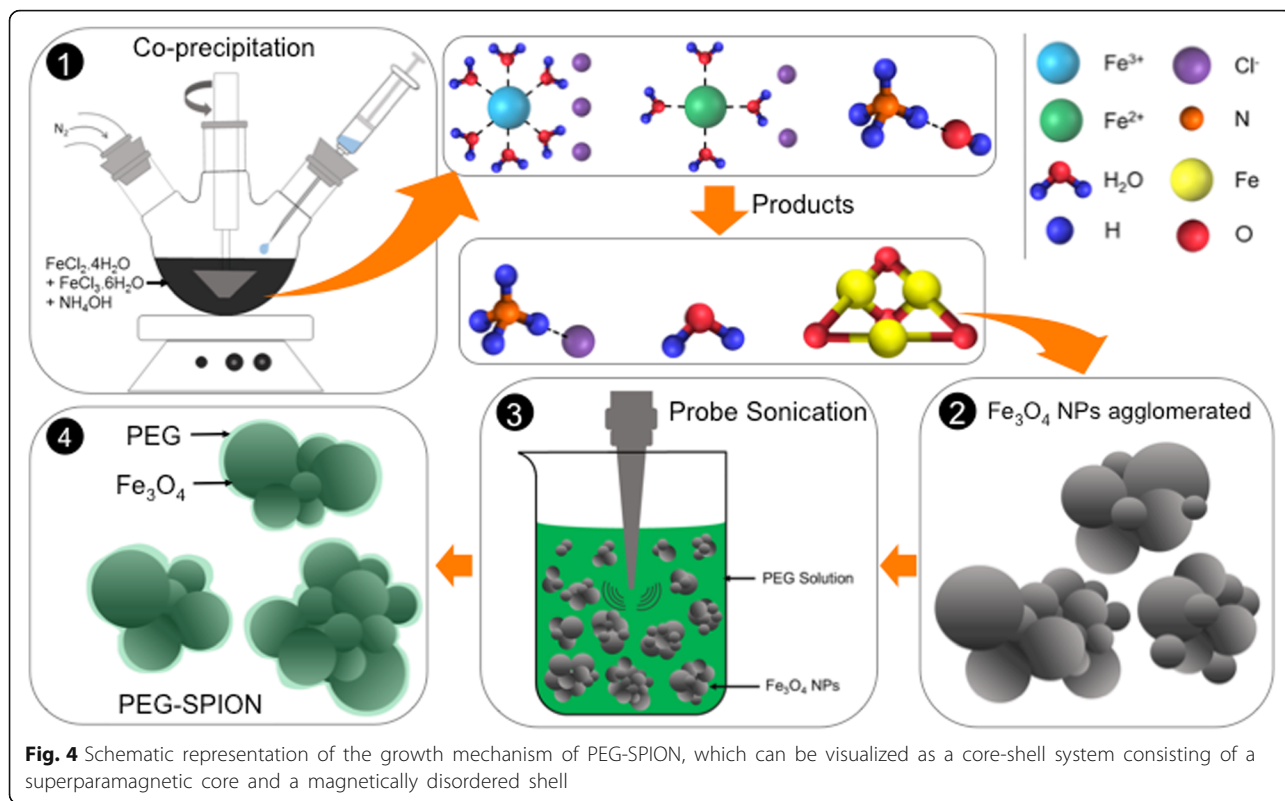 1
Co-precipitation
N₂
FeCl₂.4H₂O
+ FeCl₃.6H₂O
+ NH₄OH
Products
Fe³⁺
Cl⁻
Fe²⁺
N
H₂O
Fe
H
O
2
Fe₃O₄ NPs agglomerated
3
Probe Sonication
PEG Solution
Fe₃O₄ NPs
4
PEG
Fe₃O₄
PEG-SPION
Fig. 4 Schematic representation of the growth mechanism of PEG-SPION, which can be visualized as a core-shell system consisting of a
superparamagnetic core and a magnetically disordered shell